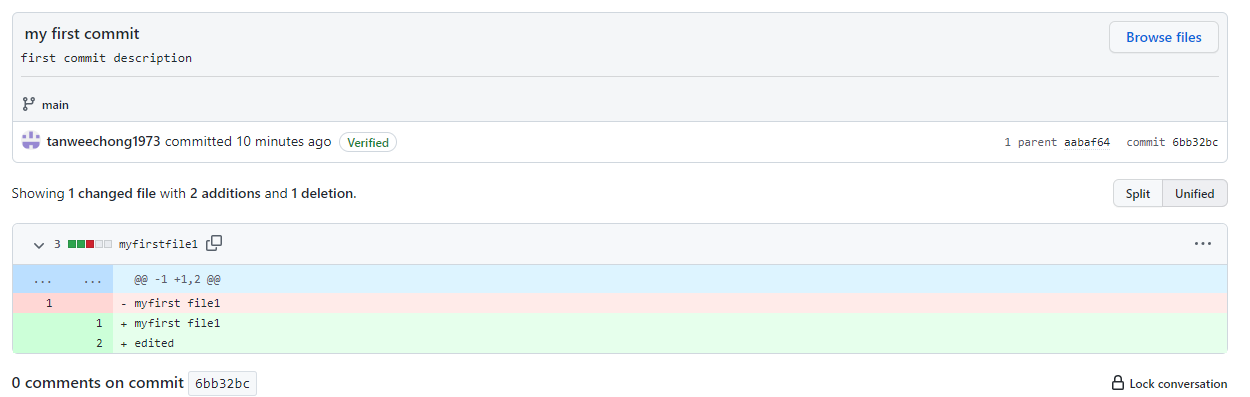 my first commit
Browse files
first commit description
main
tanweechong1973 committed 10 minutes ago Verified
1 parent aabaf64 commit 6bb32bc
Showing 1 changed file with 2 additions and 1 deletion.
Split Unified
3 myfirstfile1
... ... @@ -1 +1,2 @@
1 - myfirst file1
1 + myfirst file1
2 + edited
0 comments on commit 6bb32bc
Lock conversation